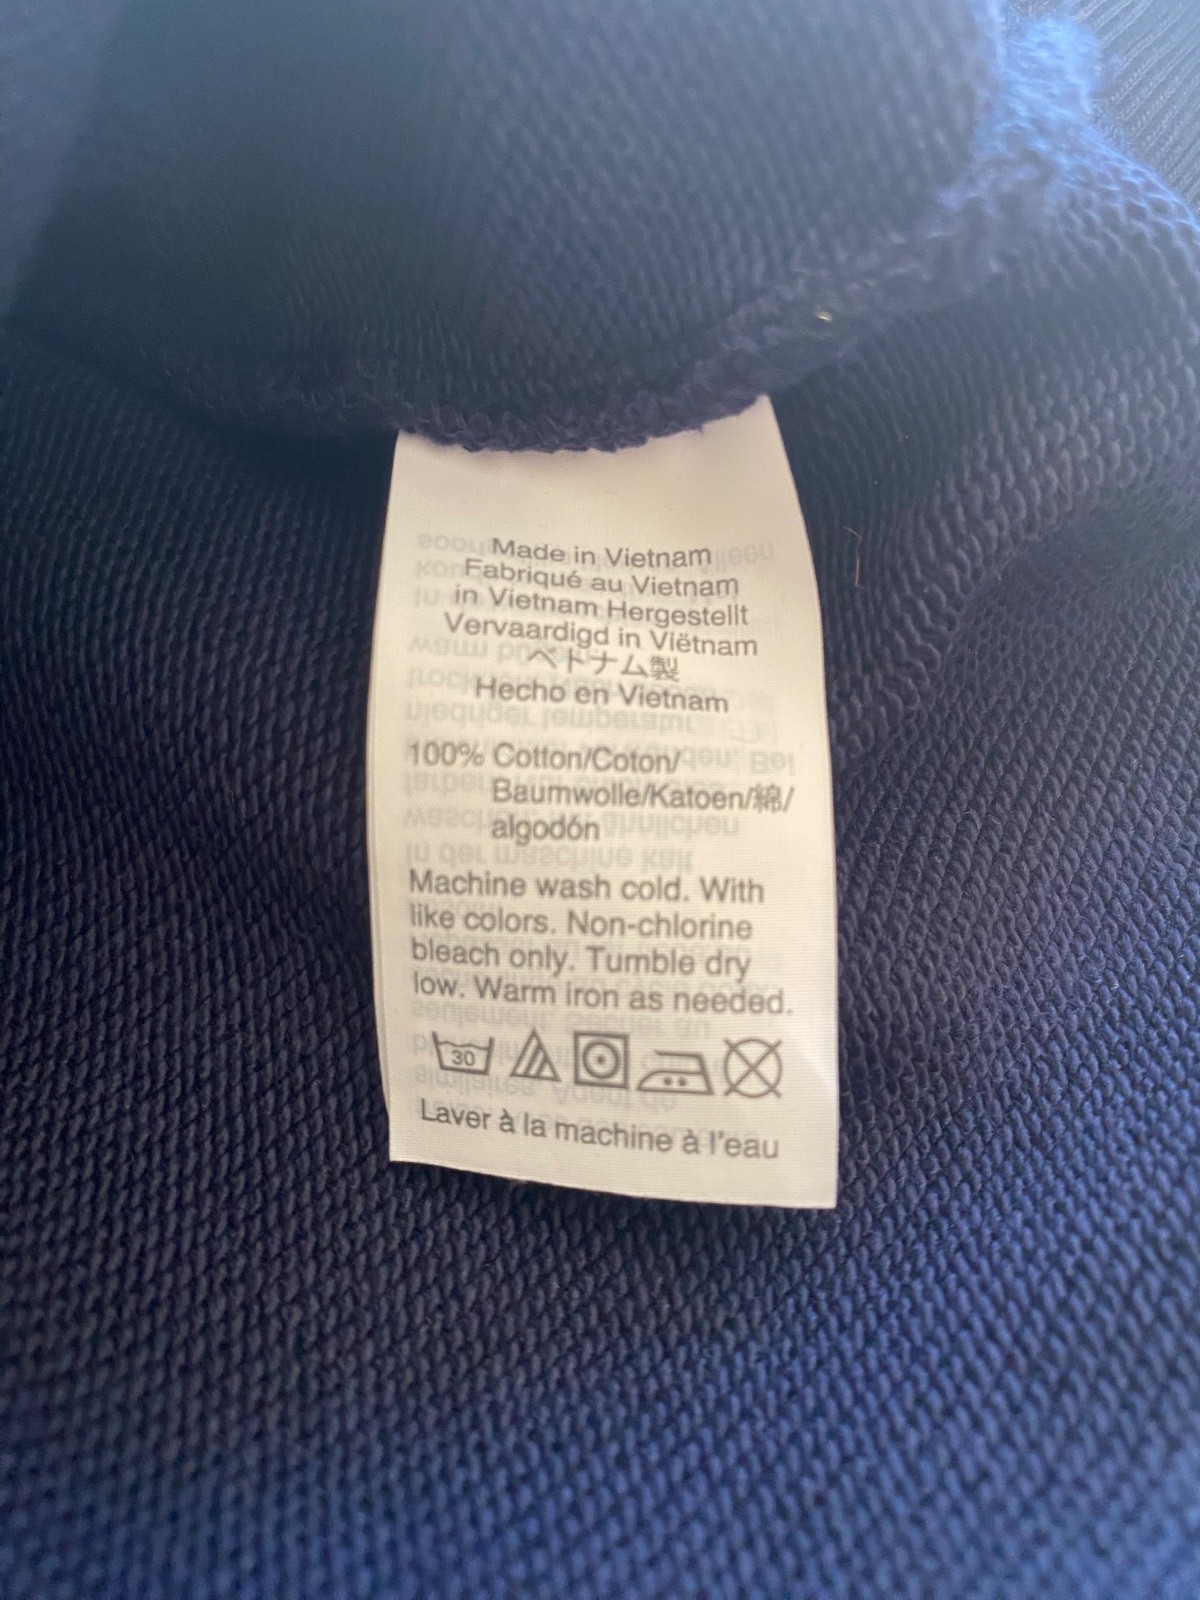 Made in Vietnam
Fabriqué au Vietnam
in Vietnam Hergestellt
Vervaardigd in Viëtnam
ベトナム製
Hecho en Vietnam
100% Cotton/Coton/
Baumwolle/Katoen/綿/
algodón
Machine wash cold. With
like colors. Non-chlorine
bleach only. Tumble dry
low. Warm iron as needed.
30
Laver à la machine à l'eau